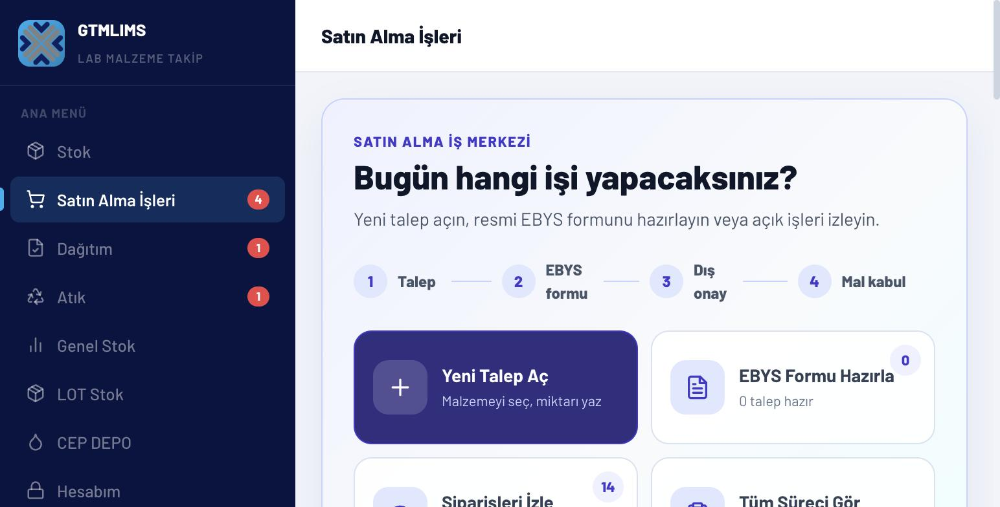 GTMLIMS
LAB MALZEME TAKİP
ANA MENÜ
Stok
Satın Alma İşleri 4
Dağıtım 1
Atık 1
Genel Stok
LOT Stok
CEP DEPO
Hesabım
Satın Alma İşleri
SATIN ALMA İŞ MERKEZİ
Bugün hangi işi yapacaksınız?
Yeni talep açın, resmi EBYS formunu hazırlayın veya açık işleri izleyin.
1 Talep
2 EBYS
formu
3 Dış
onay
4 Mal kabul
Yeni Talep Aç
Malzemeyi seç, miktarı yaz
EBYS Formu Hazırla 0
0 talep hazır
Siparişleri İzle 14
Tüm Süreci Gör